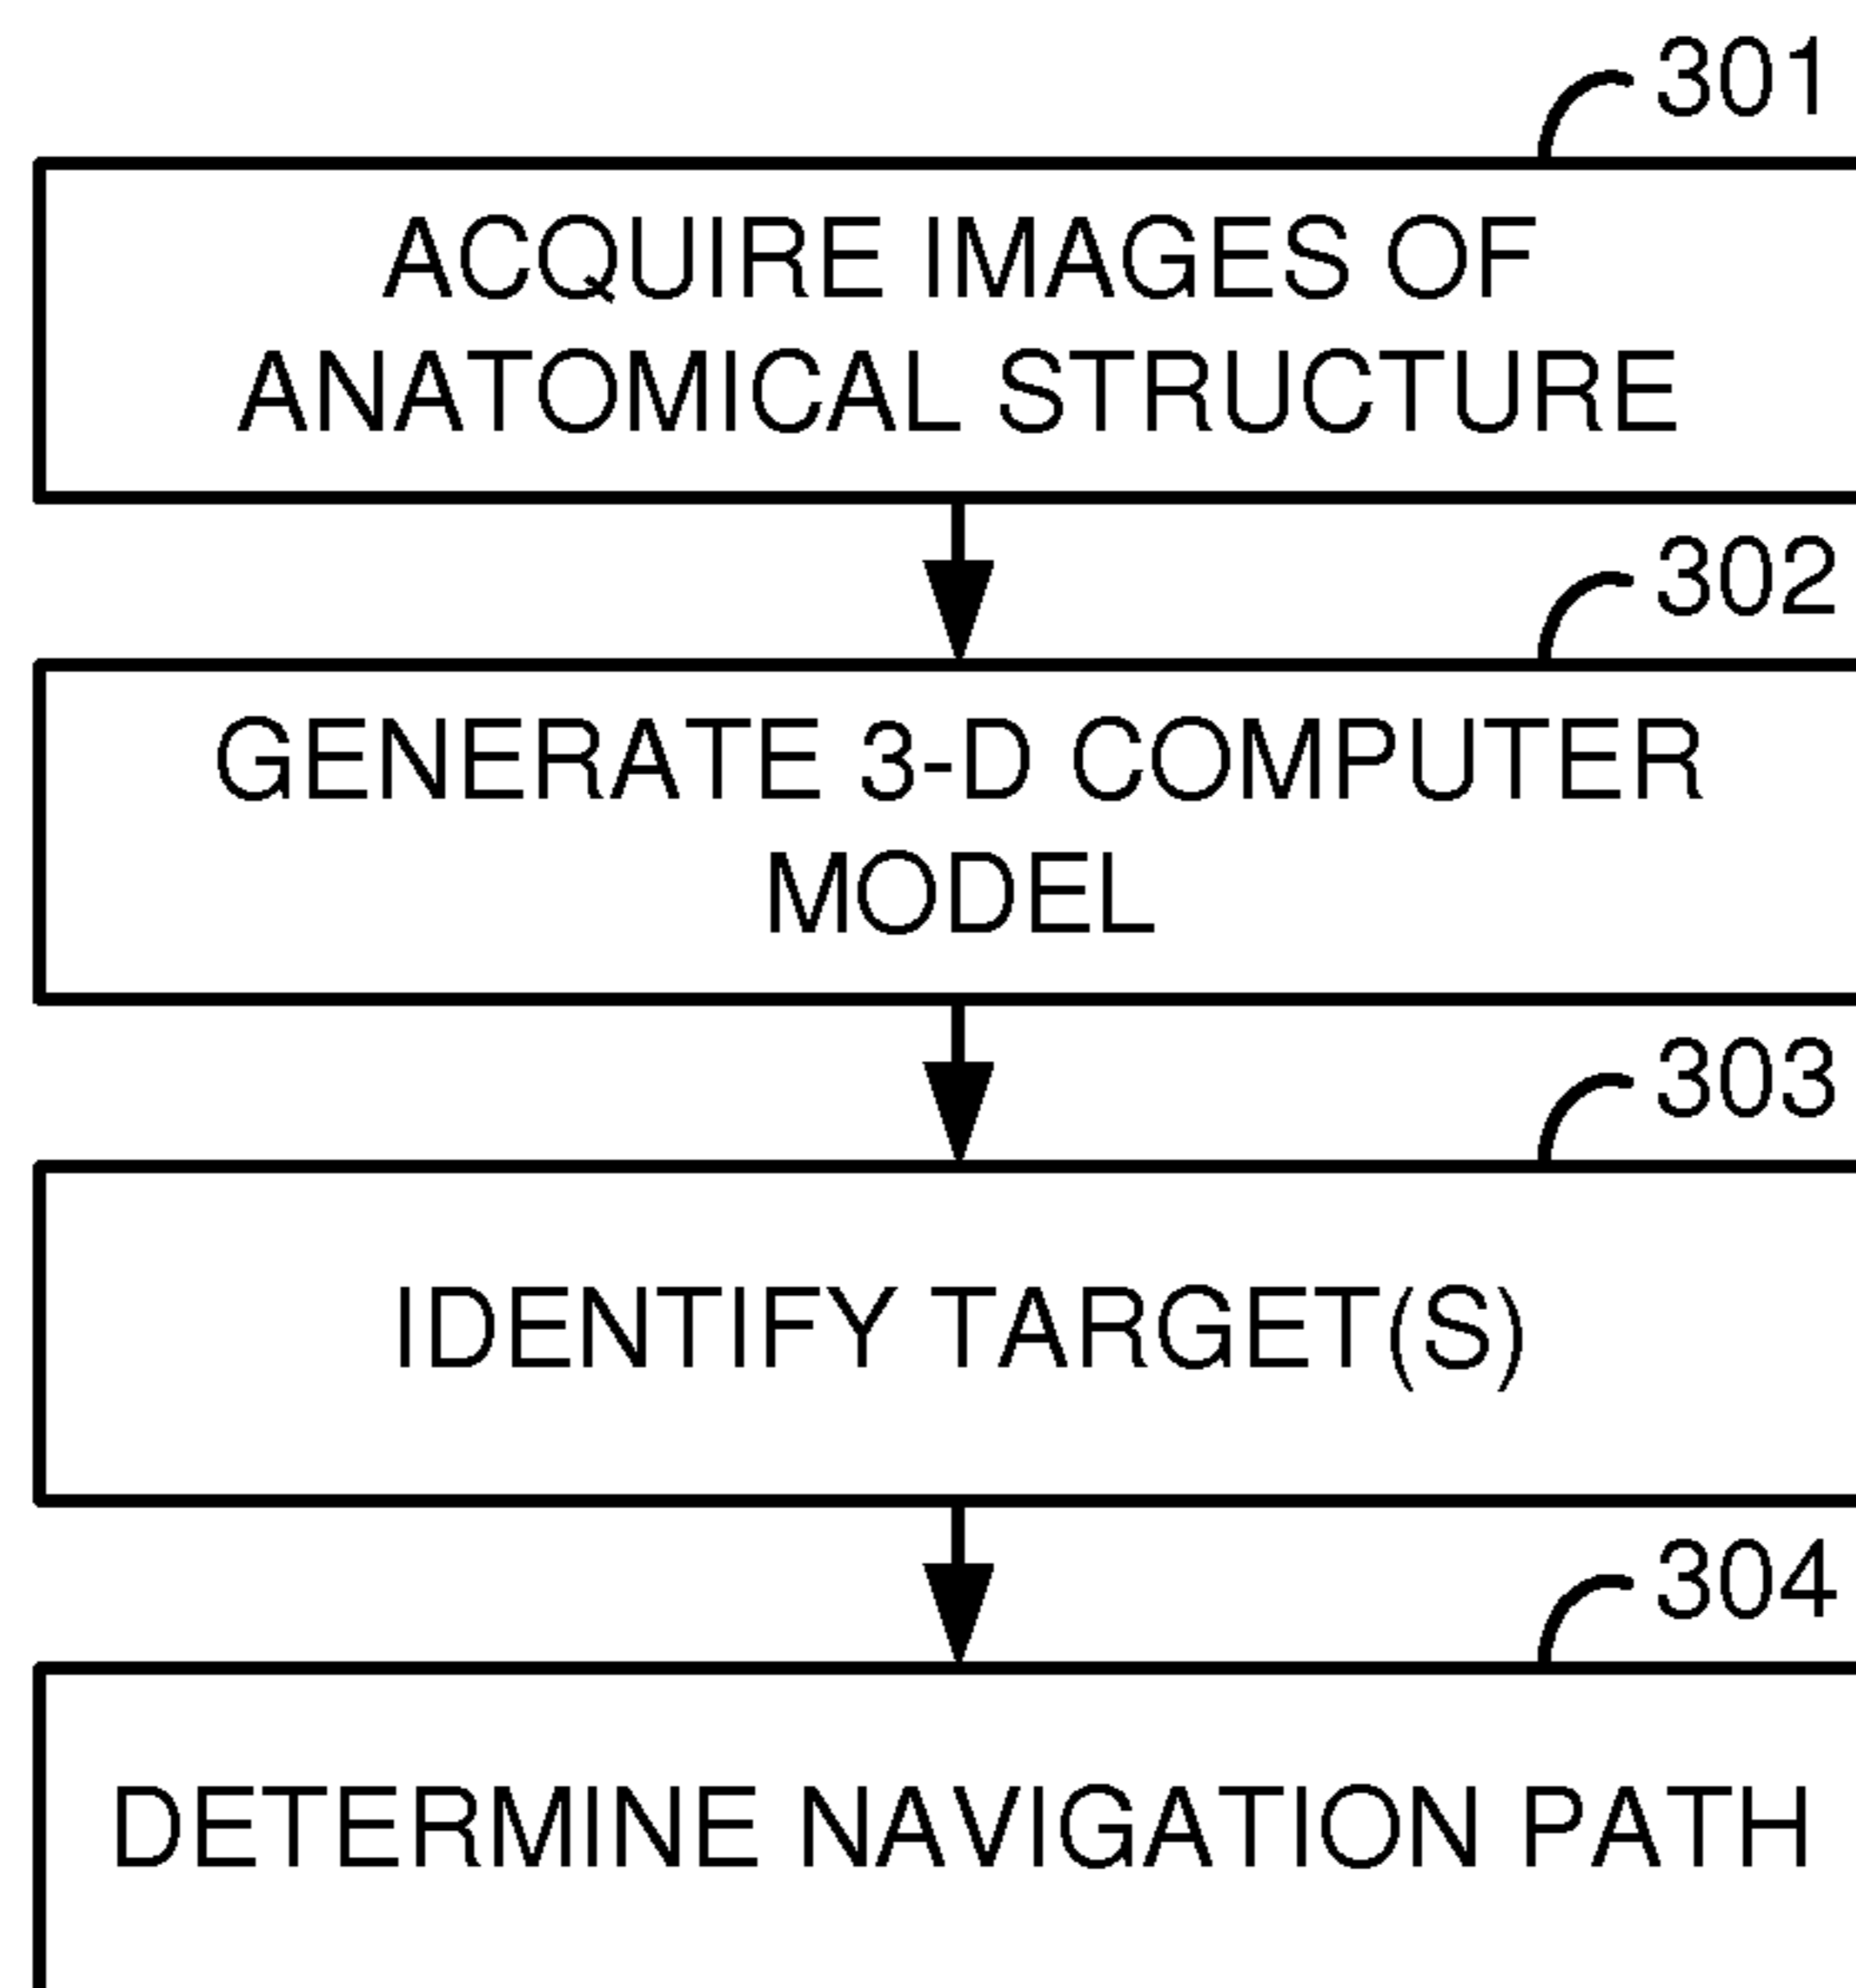 301
ACQUIRE IMAGES OF
ANATOMICAL STRUCTURE
302
GENERATE 3-D COMPUTER
MODEL
303
IDENTIFY TARGET(S)
304
DETERMINE NAVIGATION PATH